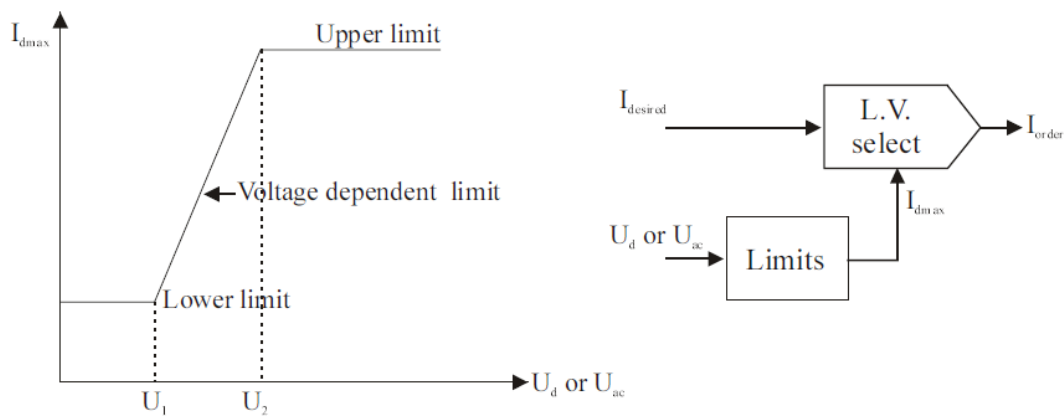 I_dmax
Upper limit
Voltage dependent limit
Lower limit
U_1
U_2
U_d or U_ac
I_desired
L.V.
select
I_order
I_dmax
U_d or U_ac
Limits